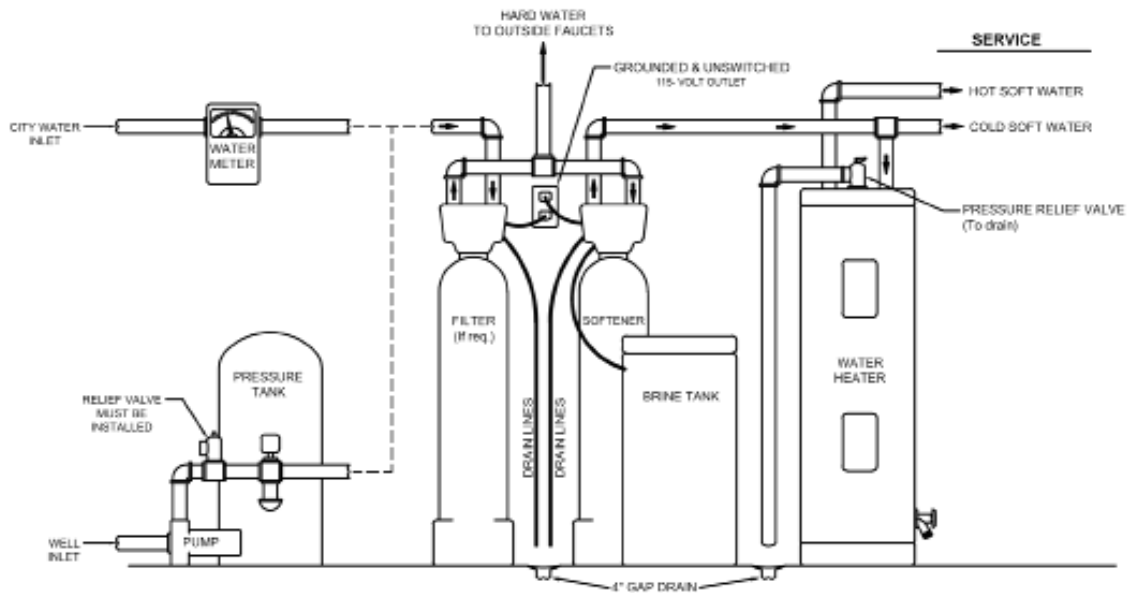 HARD WATER
TO OUTSIDE FAUCETS
SERVICE
GROUNDED & UNSWITCHED
115- VOLT OUTLET
HOT SOFT WATER
CITY WATER
INLET
WATER
METER
COLD SOFT WATER
PRESSURE RELIEF VALVE
(To drain)
FILTER
(If req.)
SOFTENER
WATER
HEATER
PRESSURE
TANK
BRINE TANK
RELIEF VALVE
MUST BE
INSTALLED
DRAIN LINES
DRAIN LINES
WELL
INLET
PUMP
4" GAP DRAIN